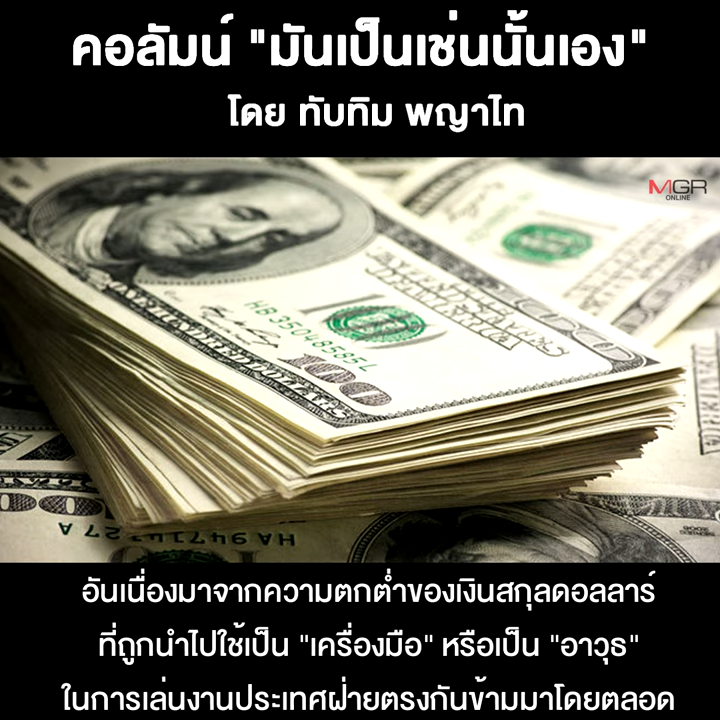 คอลัมน์ "มันเป็นเช่นนั้นเอง"
โดย ทับทิม พญาไท
MGR
ONLINE
HB35048585L
100
HA94714127A
อันเนื่องมาจากความตกต่ำของเงินสกุลดอลลาร์
ที่ถูกนำไปใช้เป็น "เครื่องมือ" หรือเป็น "อาวุธ"
ในการเล่นงานประเทศฝ่ายตรงกันข้ามมาโดยตลอด